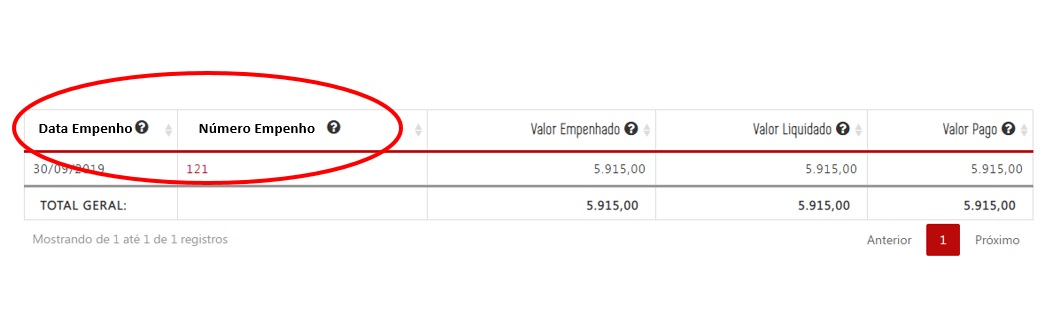 Data Empenho ? Número Empenho ? Valor Empenhado ? Valor Liquidado ? Valor Pago ?
30/09/2019 121 5.915,00 5.915,00 5.915,00
TOTAL GERAL: 5.915,00 5.915,00 5.915,00
Mostrando de 1 até 1 de 1 registros Anterior 1 Próximo